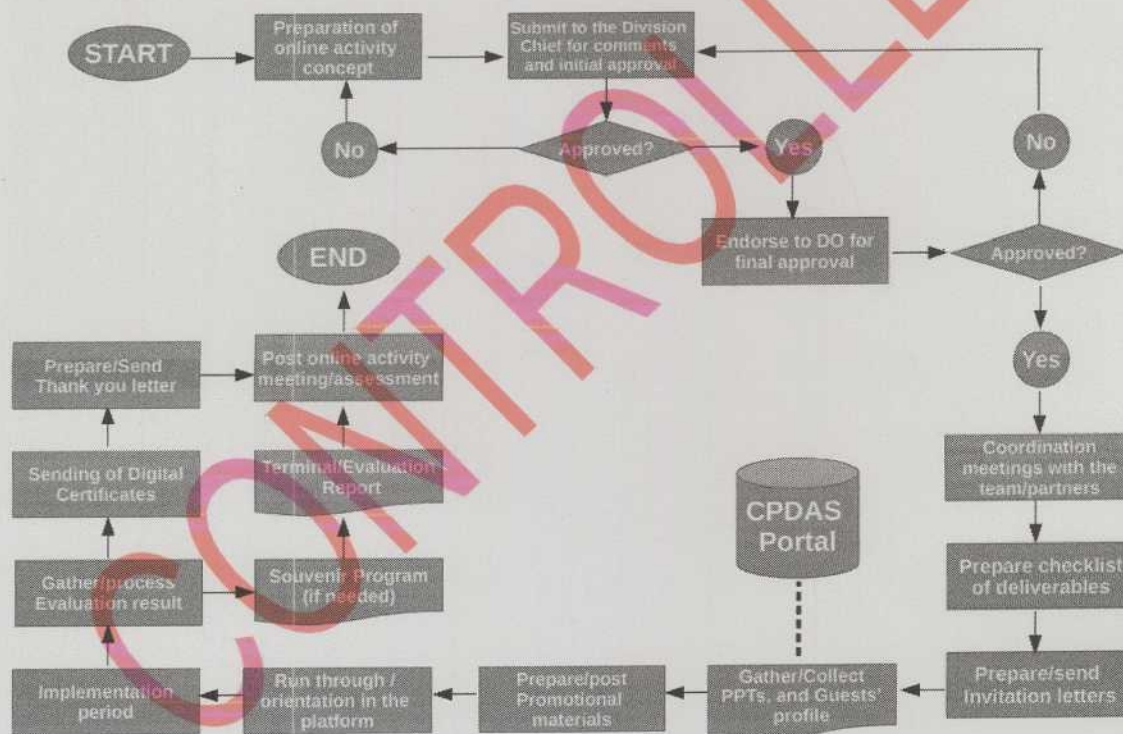 START
Preparation of
online activity
concept
Submit to the Division
Chief for comments
and initial approval
No
Approved?
Yes
No
Endorse to DO for
final approval
Approved?
Yes
Coordination
meetings with the
team/partners
Prepare checklist
of deliverables
Prepare/send
Invitation letters
CPDAS
Portal
Gather/Collect
PPTs, and Guests'
profile
Prepare/post
Promotional
materials
Run through /
orientation in the
platform
Implementation
period
Gather/process
Evaluation result
Souvenir Program
(if needed)
Sending of Digital
Certificates
Terminal/Evaluation
Report
Prepare/Send
Thank you letter
Post online activity
meeting/assessment
END